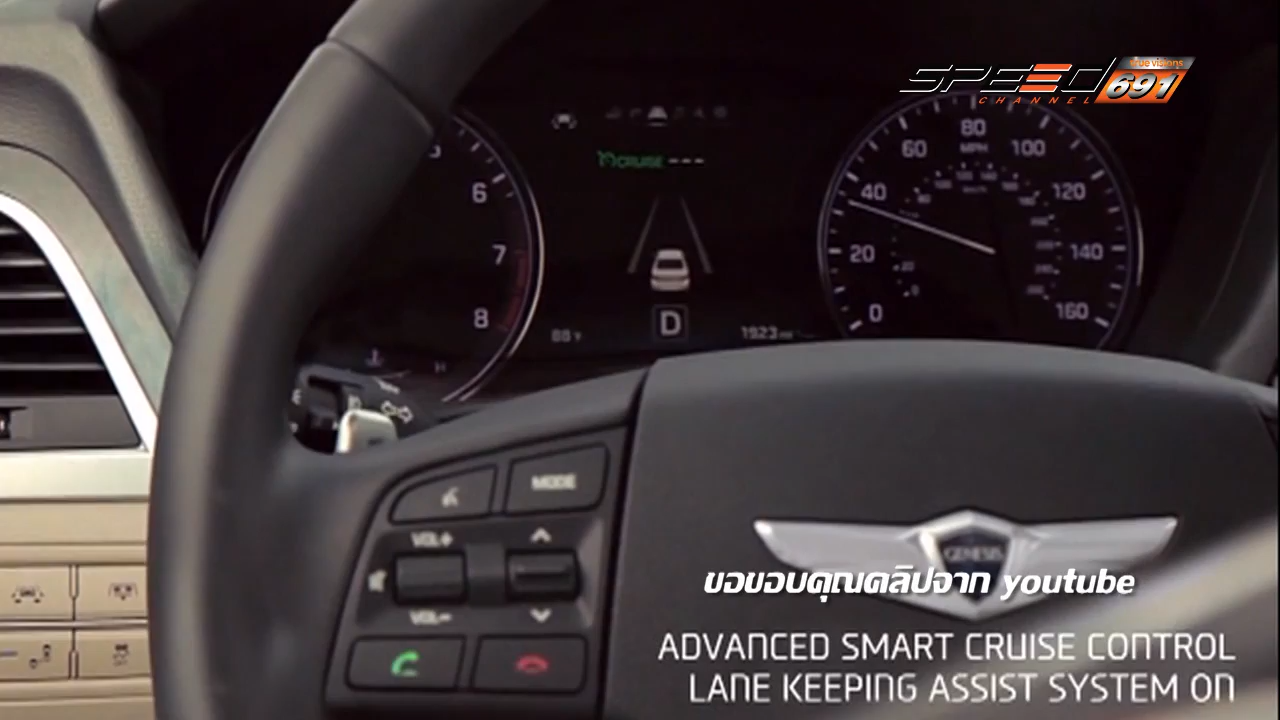 SPEED
CHANNEL
true visions
691
CRUISE ---
6
7
8
D
1923
0
20
40
60
80
MPH
100
120
140
160
MODE
VOL+
VOL-
GENESIS
ขอขอบคุณคลิปจาก youtube
ADVANCED SMART CRUISE CONTROL
LANE KEEPING ASSIST SYSTEM ON